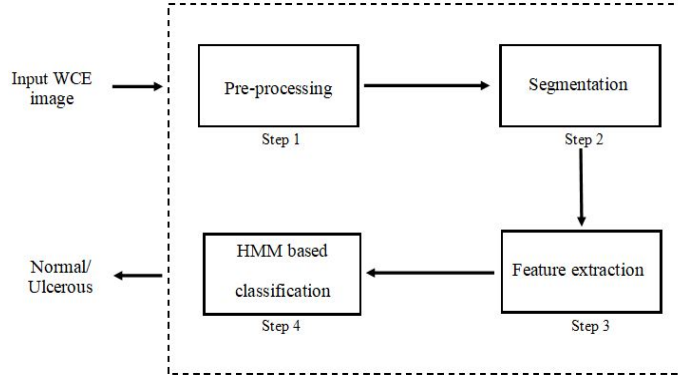 Input WCE
image
Pre-processing
Step 1
Segmentation
Step 2
Feature extraction
Step 3
HMM based
classification
Step 4
Normal/
Ulcerous